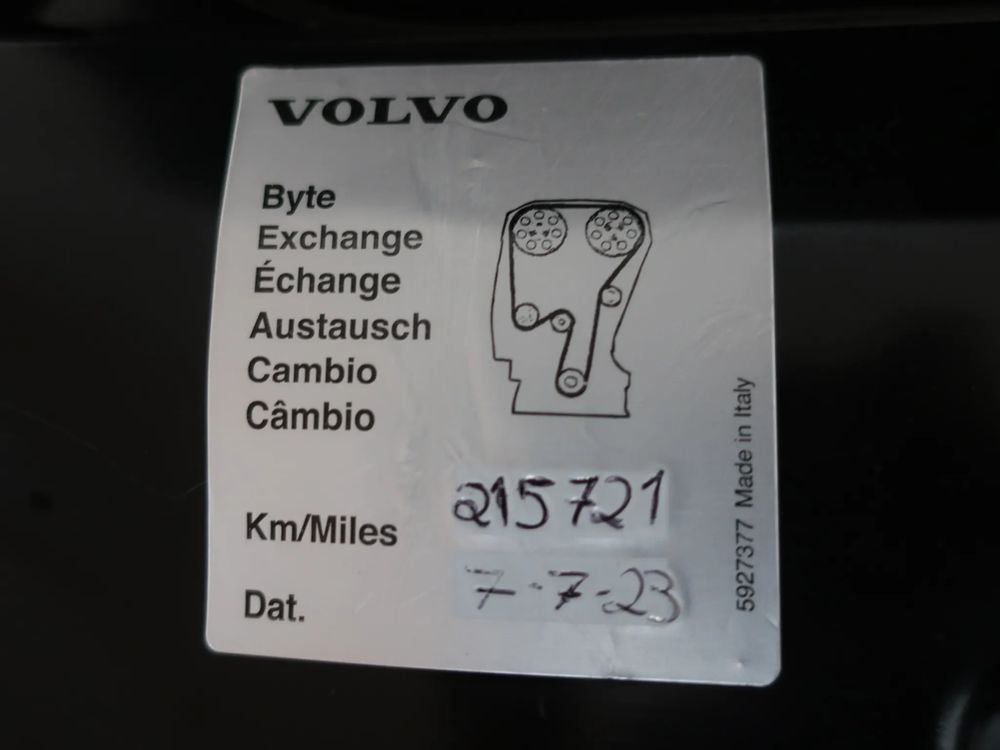 VOLVO
Byte
Exchange
Échange
Austausch
Cambio
Câmbio
Km/Miles 215721
Dat. 7-7-23
5927377 Made in Italy